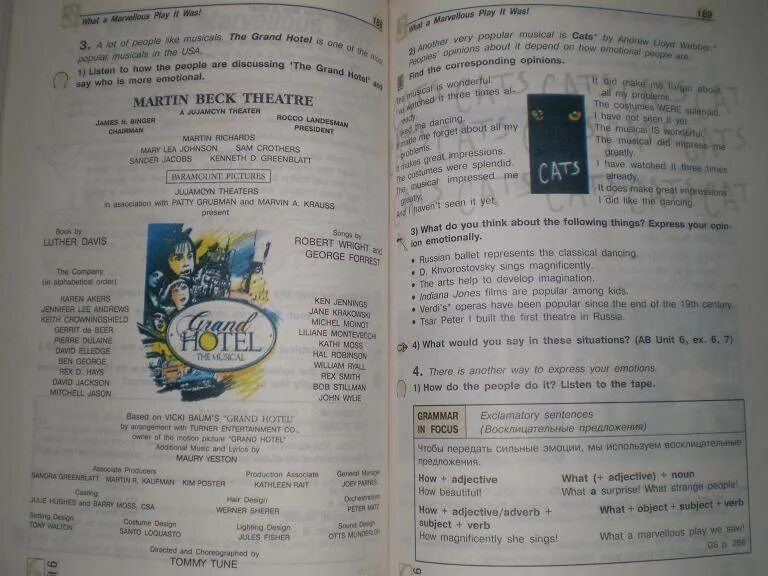 What a Marvellous Play It Was!
188
3. A lot of people like musicals. The Grand Hotel is one of the most
popular musicals in the USA.
1) Listen to how the people are discussing 'The Grand Hotel' and
say who is more emotional.
MARTIN BECK THEATRE
A JUJAMCYN THEATER
JAMES H. BINGER
CHAIRMAN
ROCCO LANDESMAN
PRESIDENT
MARTIN RICHARDS
MARY LEA JOHNSON SAM CROTHERS
SANDER JACOBS KENNETH D. GREENBLATT
PARAMOUNT PICTURES
JUJAMCYN THEATERS
in association with PATTY GRUBMAN and MARVIN A. KRAUSS
present
Book by
LUTHER DAVIS
Songs by
ROBERT WRIGHT and
GEORGE FORREST
The Company
(in alphabetical order)
KAREN AKERS
JENNIFER LEE ANDREWS
KEITH CROWNINGSHIELD
GERRIT de BEER
PIERRE DULAINE
DAVID ELLEDGE
BEN GEORGE
REX D. HAYS
DAVID JACKSON
MITCHELL JASON
Grand
HOTEL
THE MUSICAL
KEN JENNINGS
JANE KRAKOWSKI
MICHEL MOINOT
LILIANE MONTEVECCHI
KATHI MOSS
HAL ROBINSON
WILLIAM RYALL
REX SMITH
BOB STILLMAN
JOHN WYLIE
Based on VICKI BAUM'S "GRAND HOTEL"
by arrangement with TURNER ENTERTAINMENT CO.,
owner of the motion picture "GRAND HOTEL"
Additional Music and Lyrics by
MAURY YESTON
Associate Producers
SANDRA GREENBLATT MARTIN R. KAUFMAN KIM POSTER
Production Associate
KATHLEEN RAIT
General Manager
JOEY PARNES
Casting
JULIE HUGHES and BARRY MOSS, CSA
Hair Design
WERNER SHERER
Orchestrations
PETER MATZ
Setting Design
TONY WALTON
Costume Design
SANTO LOQUASTO
Lighting Design
JULES FISHER
Sound Design
OTTS MUNDERLOH
Directed and Choreographed by
TOMMY TUNE
What a Marvellous Play It Was!
189
2) Another very popular musical is Cats* by Andrew Lloyd Webber.*
Peoples' opinions about it depend on how emotional people are.
Find the corresponding opinions.
The musical is wonderful.
I've watched it three times al-
ready.
I liked the dancing.
It made me forget about all my
problems.
It makes great impressions.
The costumes were splendid.
The musical impressed me
greatly.
And I haven't seen it yet.
CATS
It did make me forget about
all my problems.
The costumes WERE splendid.
I have not seen it yet.
The musical IS wonderful.
The musical did impress me
greatly.
I have watched it three times
already.
It does make great impressions
I did like the dancing.
3) What do you think about the following things? Express your opin-
ion emotionally.
• Russian ballet represents the classical dancing.
• D. Khvorostovsky sings magnificently.
• The arts help to develop imagination.
• Indiana Jones films are popular among kids.
• Verdi's* operas have been popular since the end of the 19th century.
• Tsar Peter I built the first theatre in Russia.
4) What would you say in these situations? (AB Unit 6, ex. 6, 7)
4. There is another way to express your emotions.
1) How do the people do it? Listen to the tape.
GRAMMAR
IN FOCUS
Exclamatory sentences
(Восклицательные предложения)
Чтобы передать сильные эмоции, мы используем восклицательные
предложения.
How + adjective
How beautiful!
What (+ adjective) + noun
What a surprise! What strange people!
How + adjective/adverb +
subject + verb
How magnificently she sings!
What + object + subject + verb
What a marvellous play we saw!
GS p. 268